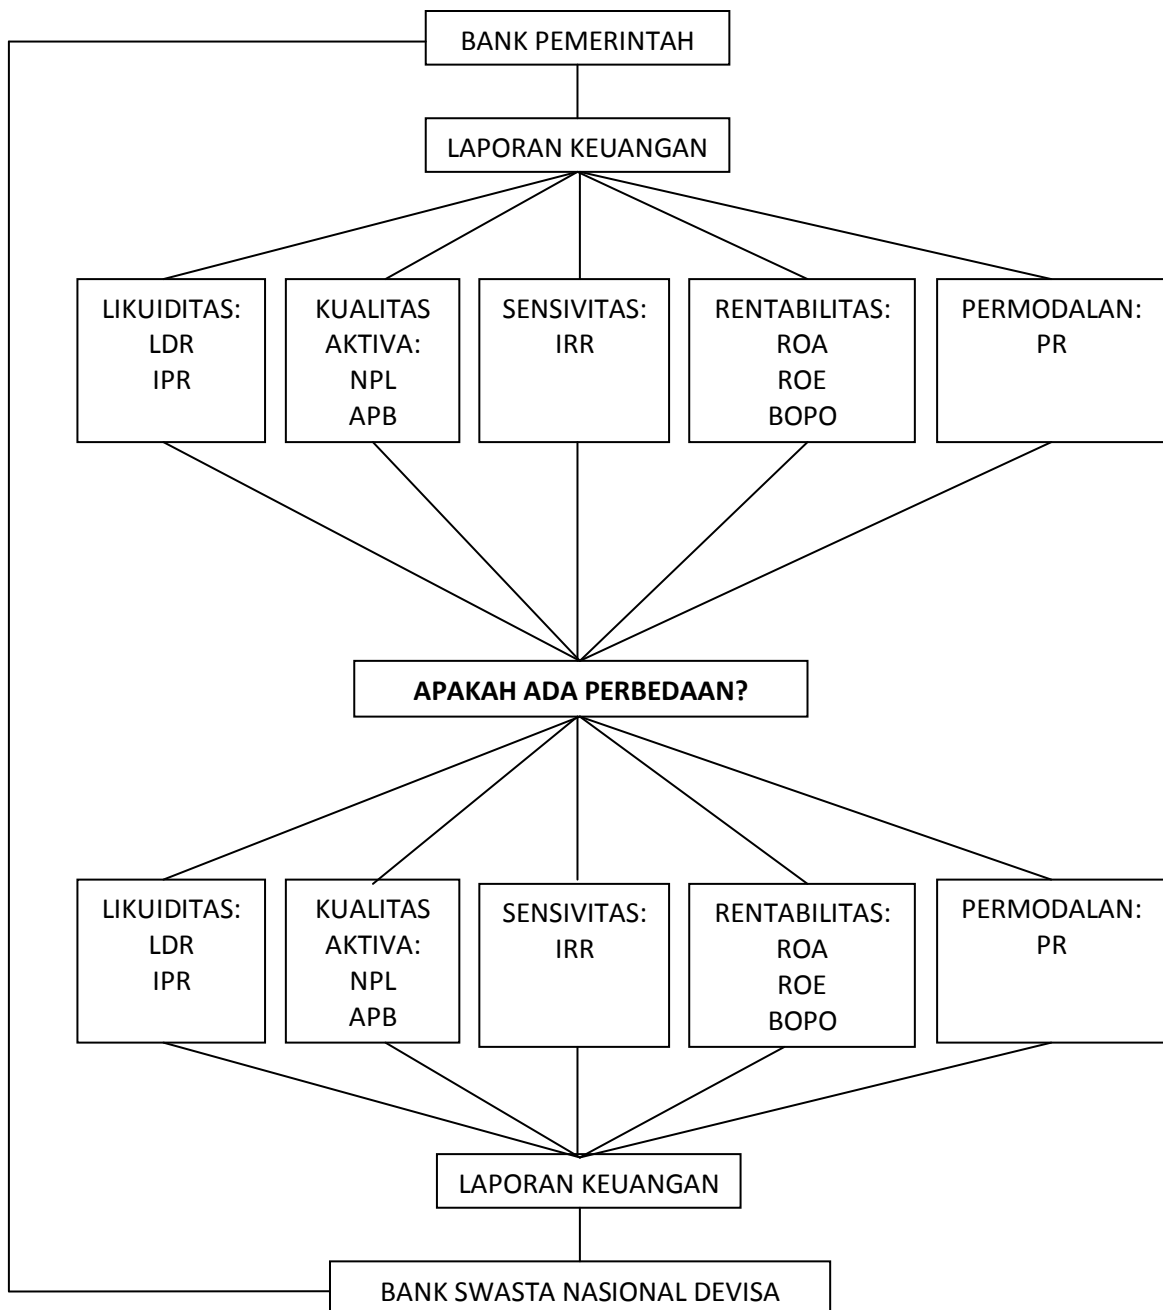 BANK PEMERINTAH
LAPORAN KEUANGAN
LIKUIDITAS:
LDR
IPR
KUALITAS
AKTIVA:
NPL
APB
SENSIVITAS:
IRR
RENTABILITAS:
ROA
ROE
BOPO
PERMODALAN:
PR
APAKAH ADA PERBEDAAN?
LIKUIDITAS:
LDR
IPR
KUALITAS
AKTIVA:
NPL
APB
SENSIVITAS:
IRR
RENTABILITAS:
ROA
ROE
BOPO
PERMODALAN:
PR
LAPORAN KEUANGAN
BANK SWASTA NASIONAL DEVISA